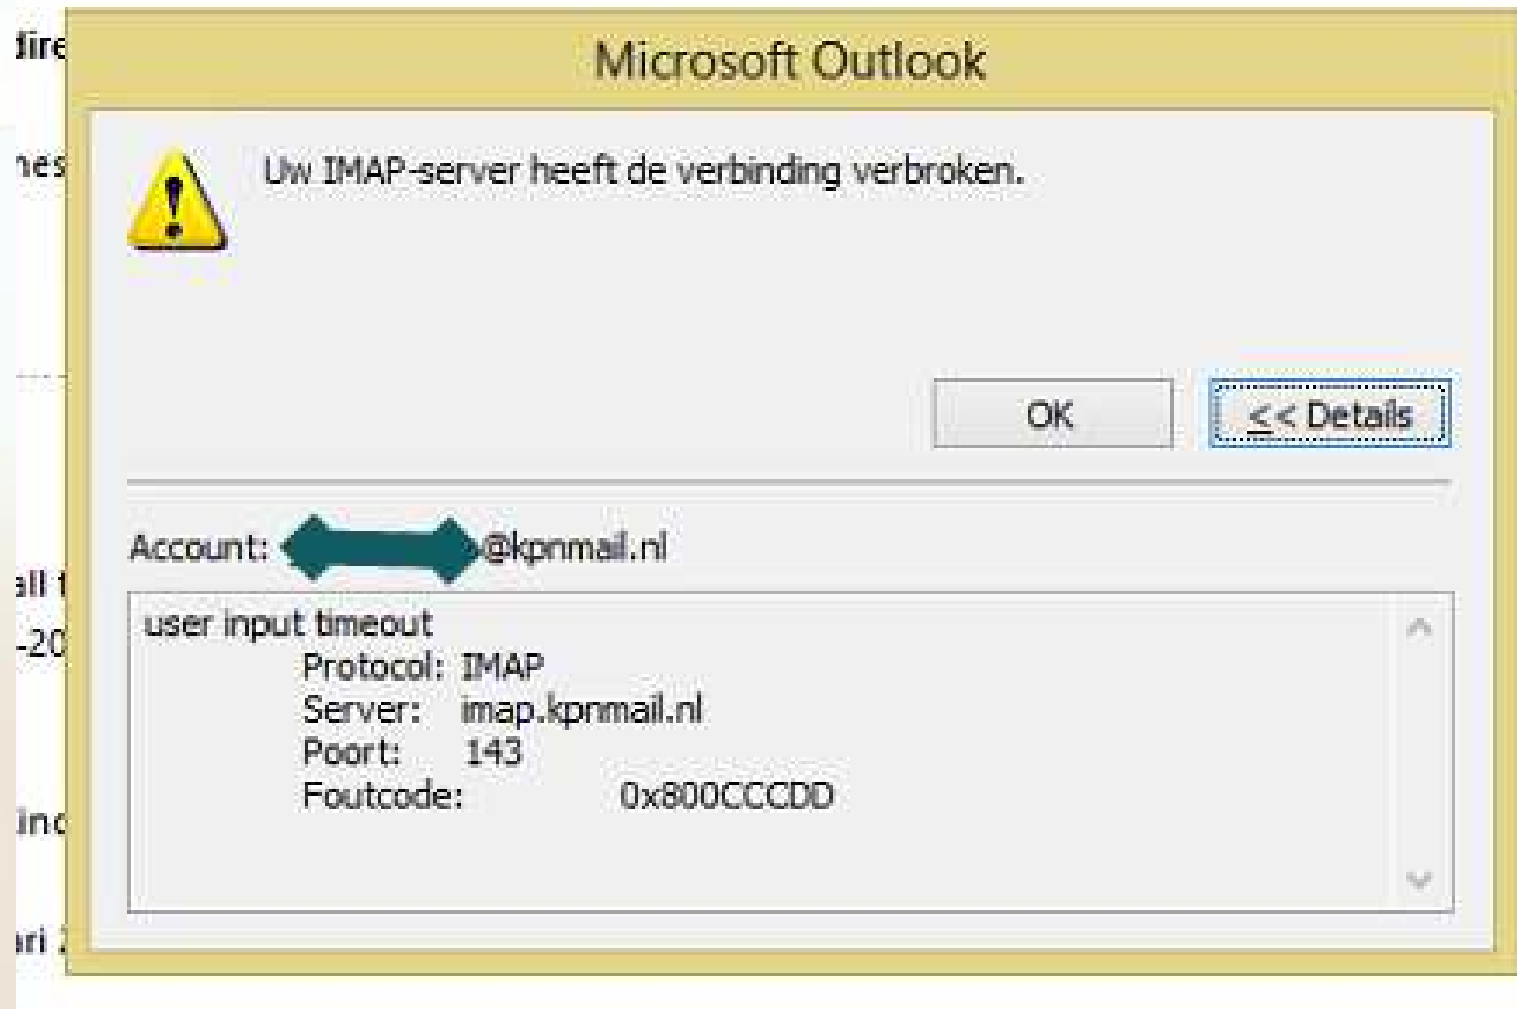 Microsoft Outlook
Uw IMAP-server heeft de verbinding verbroken.
OK
<< Details
Account: @kpnmail.nl
user input timeout
Protocol: IMAP
Server: imap.kpnmail.nl
Poort: 143
Foutcode: 0x800CCCDD